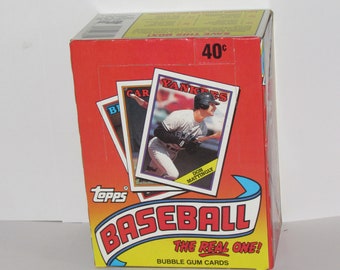 40¢
YANKEES
DON MATTINGLY
Topps
BASEBALL
THE REAL ONE!
BUBBLE GUM CARDS